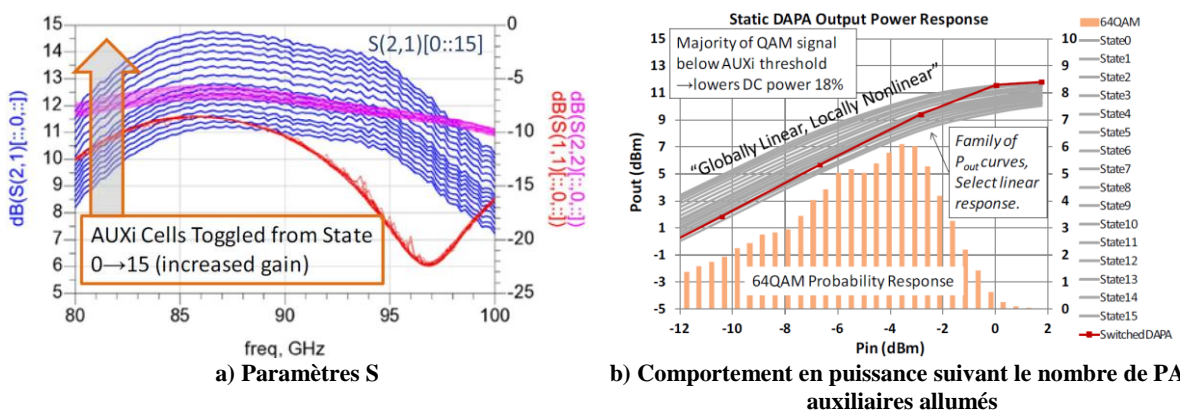 15
14
13
12
11
10
9
8
7
6
5
0
-5
-10
-15
-20
-25
80
85
90
95
100
dB(S(2,1)[::,0,::])
dB(S(2,2)[::,0,::])
dB(S(1,1)[::,0,::])
S(2,1)[0::15]
AUXi Cells Toggled from State
0→15 (increased gain)
freq, GHz
a) Paramètres S
Static DAPA Output Power Response
15
13
11
9
7
5
3
1
-1
-3
-5
Pout (dBm)
Majority of QAM signal
below AUXi threshold
→lowers DC power 18%
"Globally Linear, Locally Nonlinear"
Family of
Pout curves,
Select linear
response.
64QAM Probability Response
10
9
8
7
6
5
4
3
2
1
0
-12
-10
-8
-6
-4
-2
0
2
Pin (dBm)
64QAM
State0
State1
State2
State3
State4
State5
State6
State7
State8
State9
State10
State11
State12
State13
State14
State15
Switched DAPA
b) Comportement en puissance suivant le nombre de PA
auxiliaires allumés